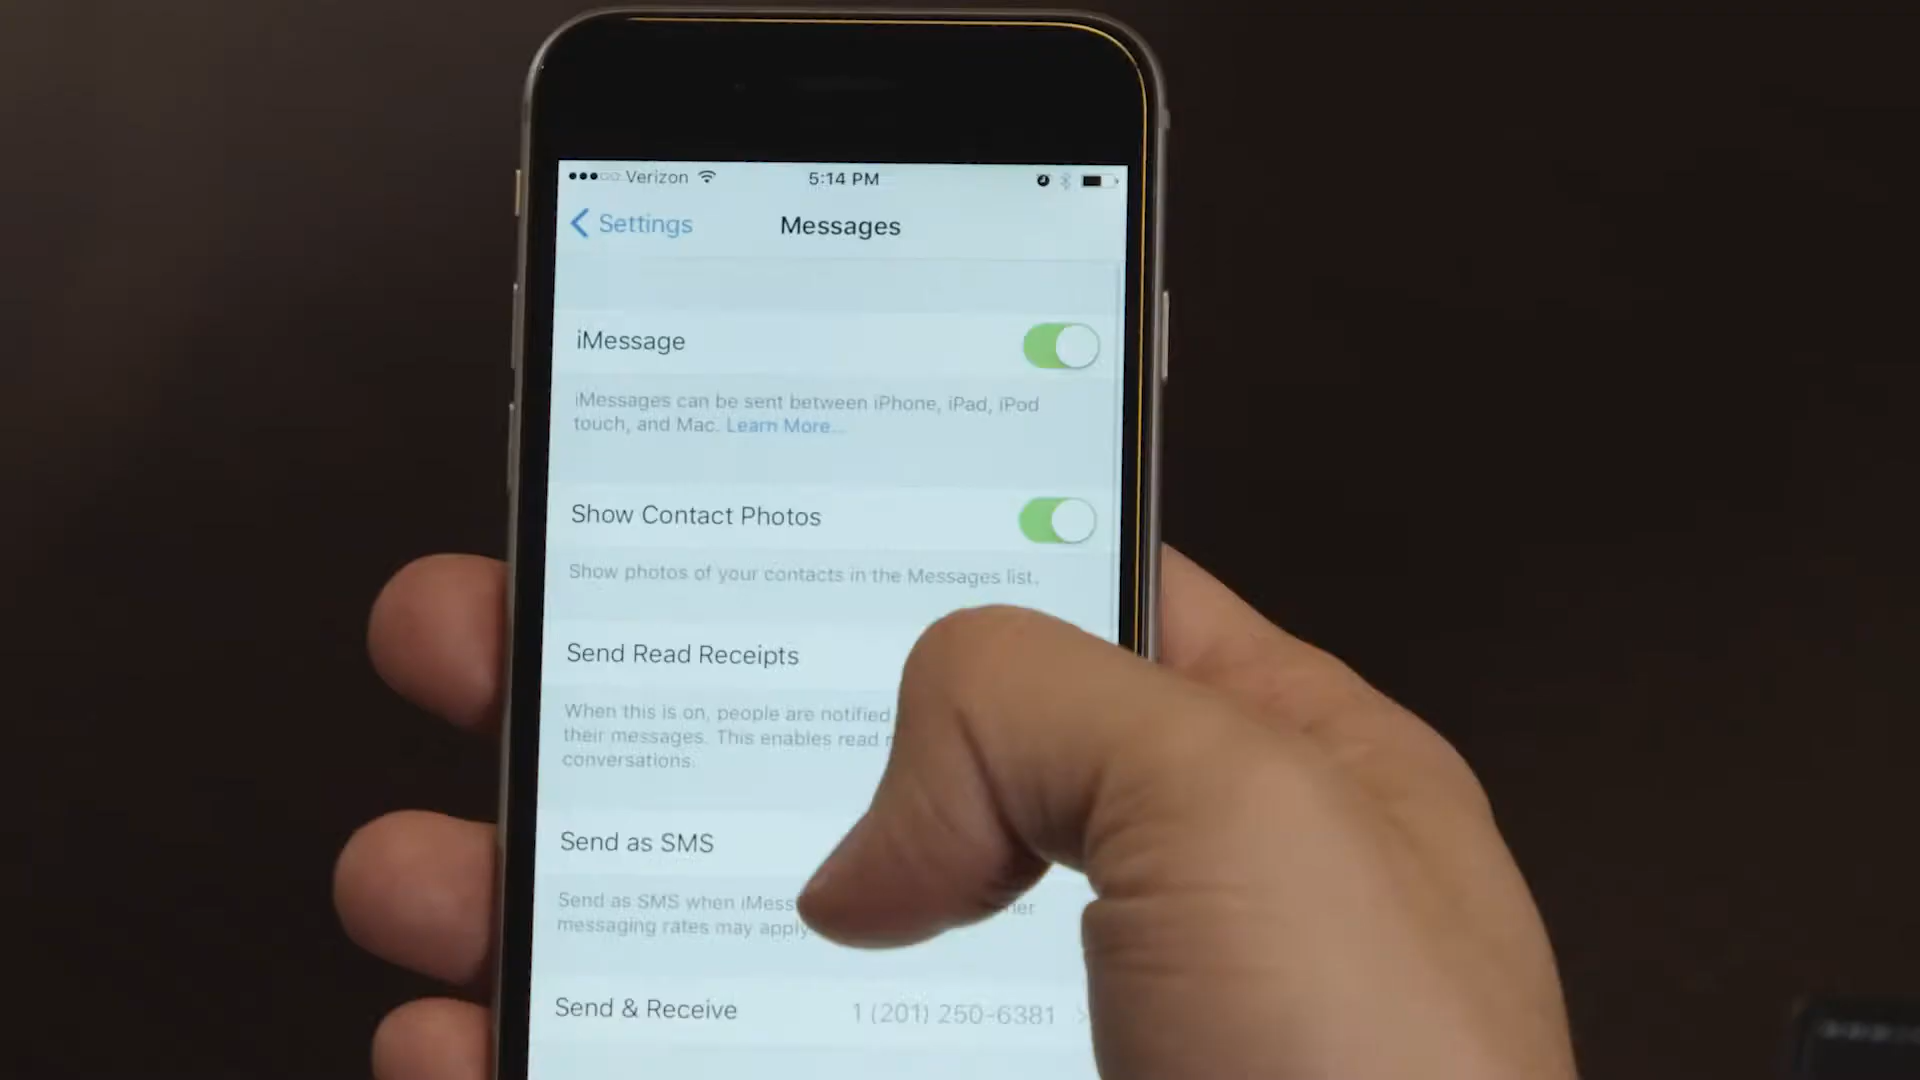 Verizon 5:14 PM
Settings Messages
iMessage
iMessages can be sent between iPhone, iPad, iPod
touch, and Mac. Learn More...
Show Contact Photos
Show photos of your contacts in the Messages list.
Send Read Receipts
When this is on, people are notified
their messages. This enables read
conversations.
Send as SMS
Send as SMS when
messaging rates may apply.
Send & Receive 1 (201) 250-6381